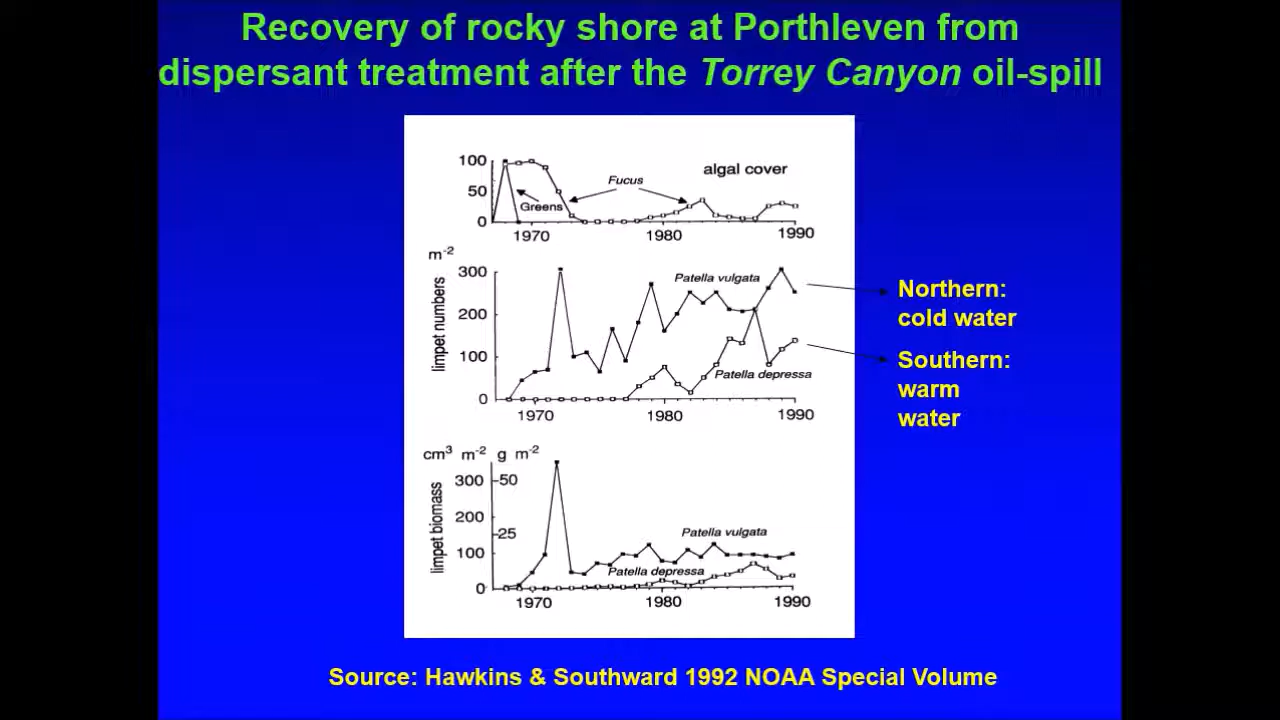 Recovery of rocky shore at Porthleven from
dispersant treatment after the Torrey Canyon oil-spill
100
50
0
algal cover
Fucus
Greens
1970
1980
1990
m⁻²
limpet numbers
300
200
100
0
Patella vulgata
Patella depressa
1970
1980
1990
Northern:
cold water
Southern:
warm
water
cm³ m⁻² g m⁻²
limpet biomass
300
200
100
0
50
25
Patella vulgata
Patella depressa
1970
1980
1990
Source: Hawkins & Southward 1992 NOAA Special Volume